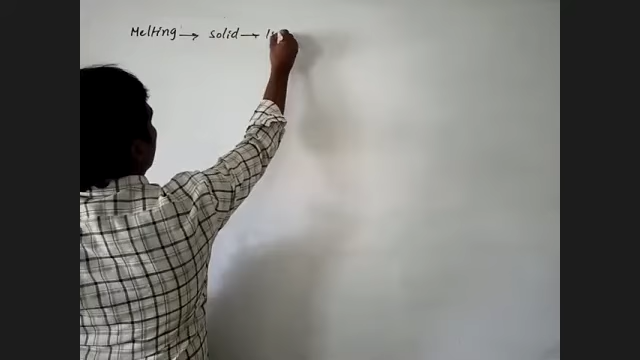 Melting → solid →